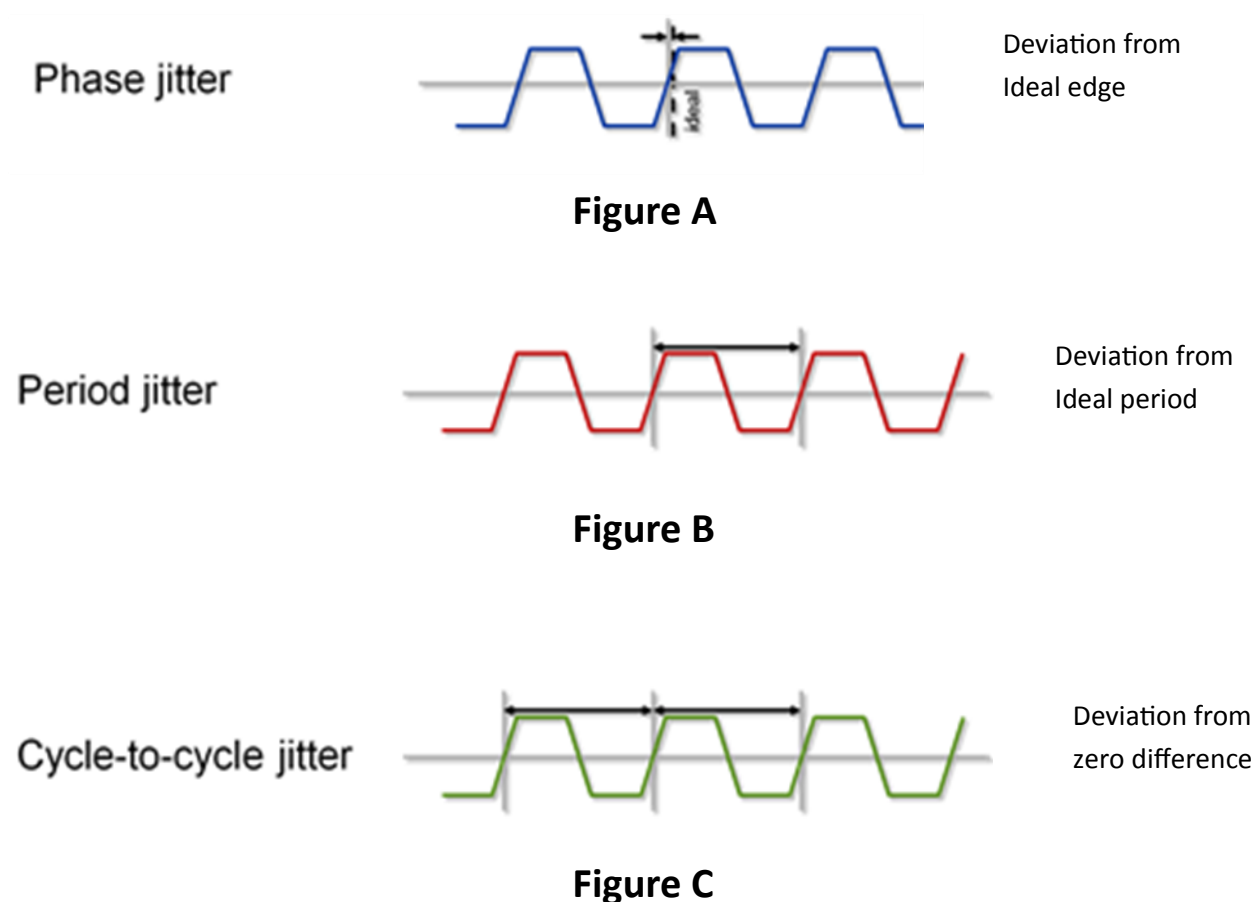 Phase jitter
ideal
Deviation from
Ideal edge
Figure A
Period jitter
Deviation from
Ideal period
Figure B
Cycle-to-cycle jitter
Deviation from
zero difference
Figure C